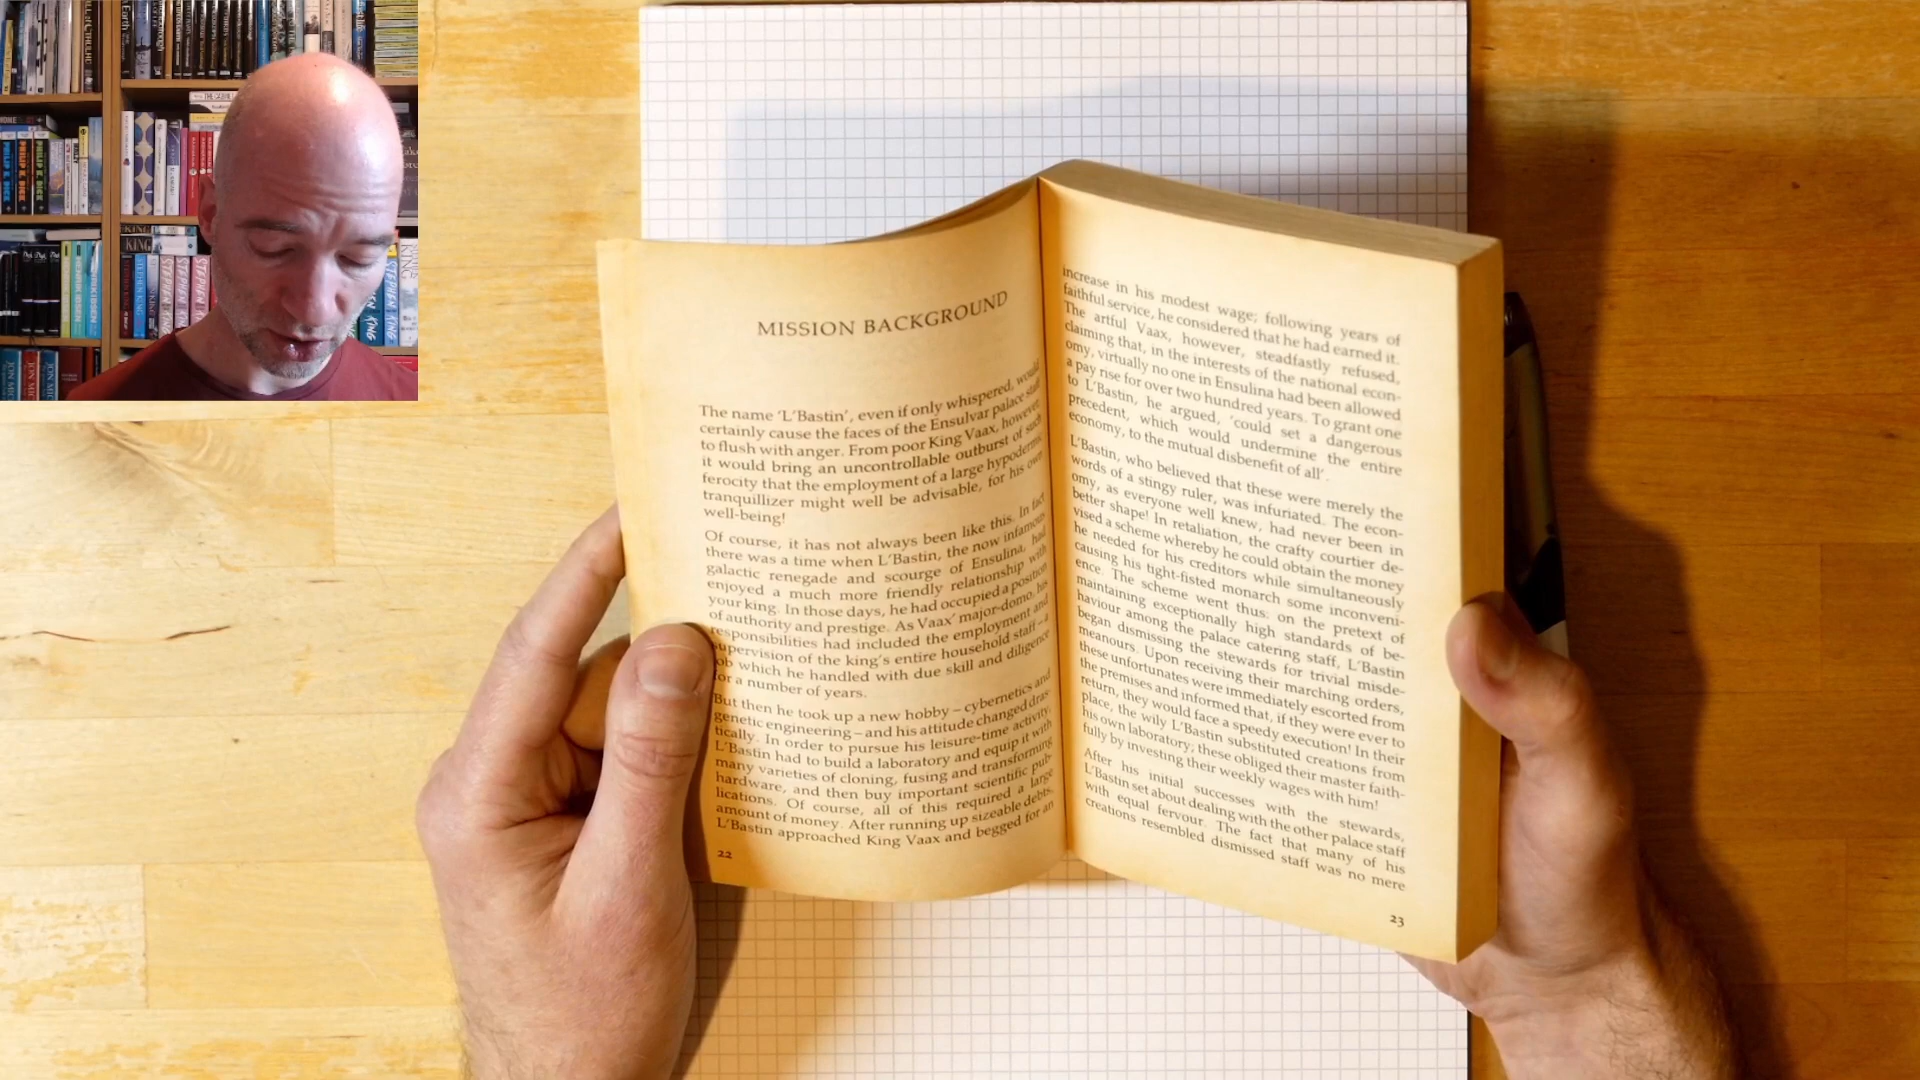 PHILIP K. DICK
PHILIP K. DICK
PHILIP K. DICK
KING
KING
STEPHEN KING
STEPHEN KING
STEPHEN KING
STEPHEN KING
HENRIK IBSEN
HENRIK IBSEN
KING
MISSION BACKGROUND
The name ‘L’Bastin’, even if only whispered, would
certainly cause the faces of the Ensulvar palace staff
to flush with anger. From poor King Vaax, however,
it would bring an uncontrollable outburst of such
ferocity that the employment of a large hypodermic
tranquillizer might well be advisable, for his own
well-being!
Of course, it has not always been like this. In fact
there was a time when L’Bastin, the now infamous
galactic renegade and scourge of Ensulina, had
enjoyed a much more friendly relationship with
your king. In those days, he had occupied a position
of authority and prestige. As Vaax’ major-domo, his
responsibilities had included the employment and
supervision of the king’s entire household staff – a
job which he handled with due skill and diligence
for a number of years.
But then he took up a new hobby – cybernetics and
genetic engineering – and his attitude changed dras-
tically. In order to pursue his leisure-time activity,
L’Bastin had to build a laboratory and equip it with
many varieties of cloning, fusing and transforming
hardware, and then buy important scientific pub-
lications. Of course, all of this required a large
amount of money. After running up sizeable debts,
L’Bastin approached King Vaax and begged for an
22
increase in his modest wage; following years of
faithful service, he considered that he had earned it.
The artful Vaax, however, steadfastly refused,
claiming that, in the interests of the national econ-
omy, virtually no one in Ensulina had been allowed
a pay rise for over two hundred years. To grant one
to L’Bastin, he argued, ‘could set a dangerous
precedent, which would undermine the entire
economy, to the mutual disbenefit of all’.
L’Bastin, who believed that these were merely the
words of a stingy ruler, was infuriated. The econ-
omy, as everyone well knew, had never been in
better shape! In retaliation, the crafty courtier de-
vised a scheme whereby he could obtain the money
he needed for his creditors while simultaneously
causing his tight-fisted monarch some inconveni-
ence. The scheme went thus: on the pretext of
maintaining exceptionally high standards of be-
haviour among the palace catering staff, L’Bastin
began dismissing the stewards for trivial misde-
meanours. Upon receiving their marching orders,
these unfortunates were immediately escorted from
the premises and informed that, if they were ever to
return, they would face a speedy execution! In their
place, the wily L’Bastin substituted creations from
his own laboratory; these obliged their master faith-
fully by investing their weekly wages with him!
After his initial successes with the stewards,
L’Bastin set about dealing with the other palace staff
with equal fervour. The fact that many of his
creations resembled dismissed staff was no mere
23